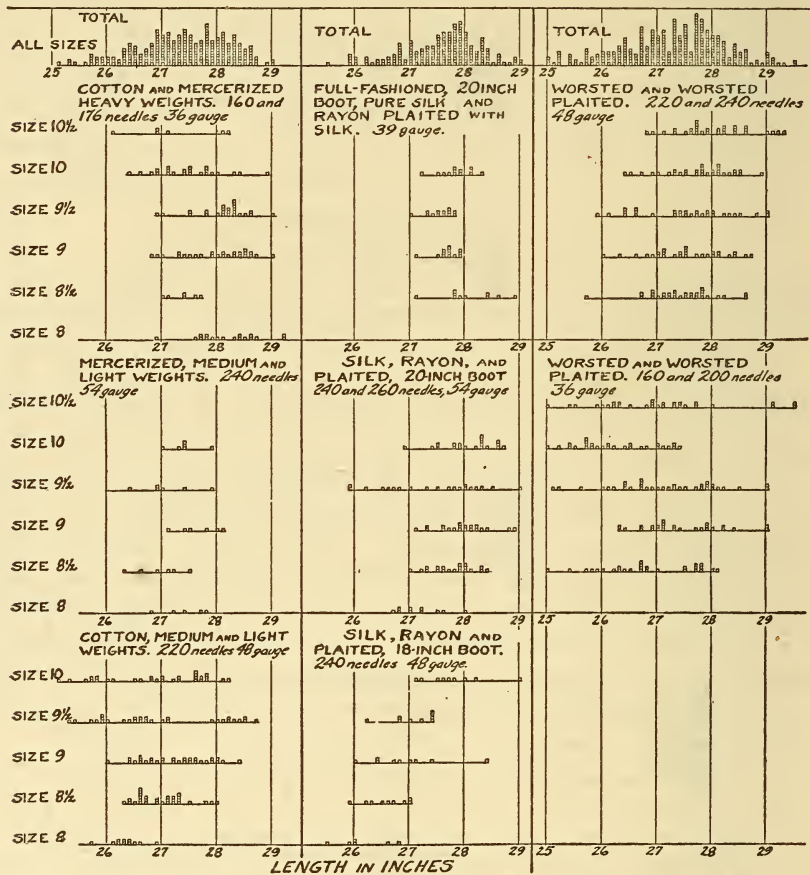 TOTAL
ALL SIZES
TOTAL
TOTAL
25 26 27 28 29
26 27 28 29
25 26 27 28 29
COTTON AND MERCERIZED
HEAVY WEIGHTS. 160 and
176 needles 36 gauge
FULL-FASHIONED, 20 INCH
BOOT, PURE SILK AND
RAYON PLAITED WITH
SILK. 39 gauge.
WORSTED AND WORSTED
PLAITED. 220 and 240 needles
48 gauge
SIZE 10½
SIZE 10
SIZE 9½
SIZE 9
SIZE 8½
SIZE 8
26 27 28 29
26 27 28 29
25 26 27 28 29
MERCERIZED, MEDIUM AND
LIGHT WEIGHTS. 240 needles
54 gauge
SILK, RAYON, AND
PLAITED, 20-INCH BOOT
240 and 260 needles, 54 gauge
WORSTED AND WORSTED
PLAITED. 160 and 200 needles
36 gauge
SIZE 10½
SIZE 10
SIZE 9½
SIZE 9
SIZE 8½
SIZE 8
26 27 28
26 27 28 29
25 26 27 28 29
COTTON, MEDIUM AND LIGHT
WEIGHTS. 220 needles 48 gauge
SILK, RAYON AND
PLAITED, 18-INCH BOOT.
240 needles 48 gauge.
SIZE 10
SIZE 9½
SIZE 9
SIZE 8½
SIZE 8
26 27 28 29
26 27 28 29
25 26 27 28 29
LENGTH IN INCHES